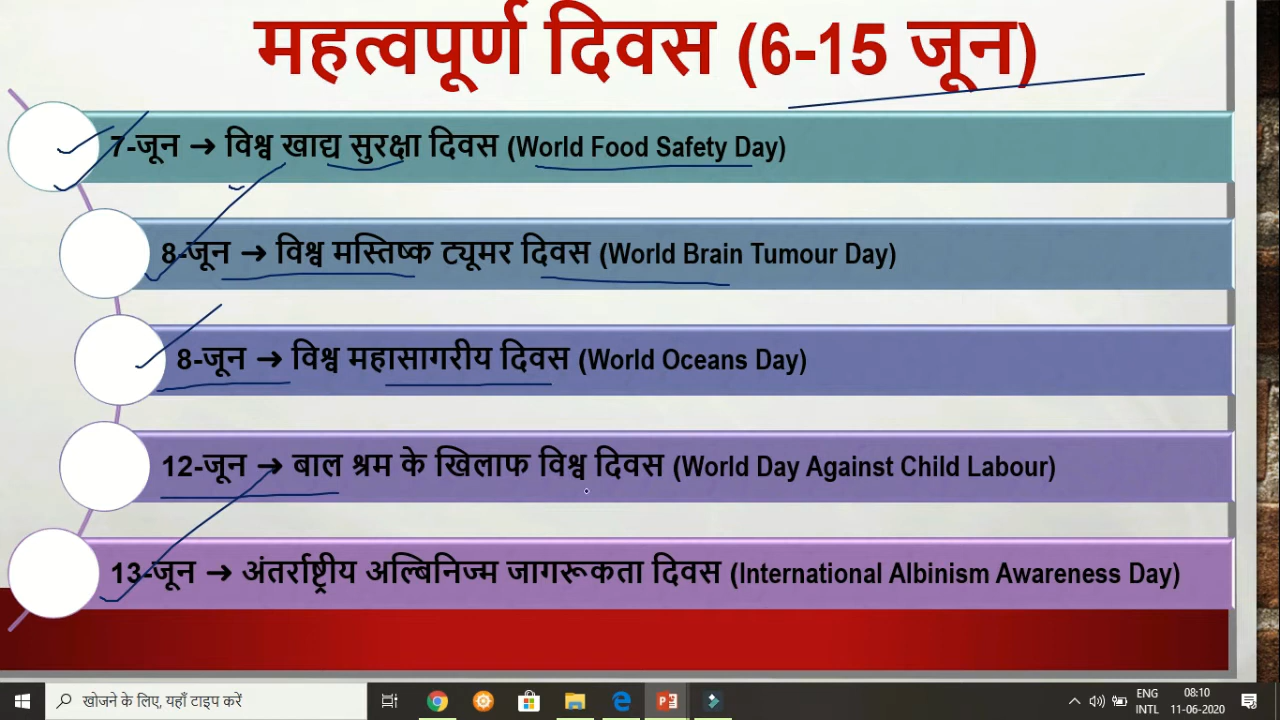 महत्वपूर्ण दिवस (6-15 जून)
7-जून → विश्व खाद्य सुरक्षा दिवस (World Food Safety Day)
8-जून → विश्व मस्तिष्क ट्यूमर दिवस (World Brain Tumour Day)
8-जून → विश्व महासागरीय दिवस (World Oceans Day)
12-जून → बाल श्रम के खिलाफ विश्व दिवस (World Day Against Child Labour)
13-जून → अंतर्राष्ट्रीय अल्बिनिज्म जागरूकता दिवस (International Albinism Awareness Day)
खोजने के लिए, यहाँ टाइप करें
ENG
INTL
08:10
11-06-2020